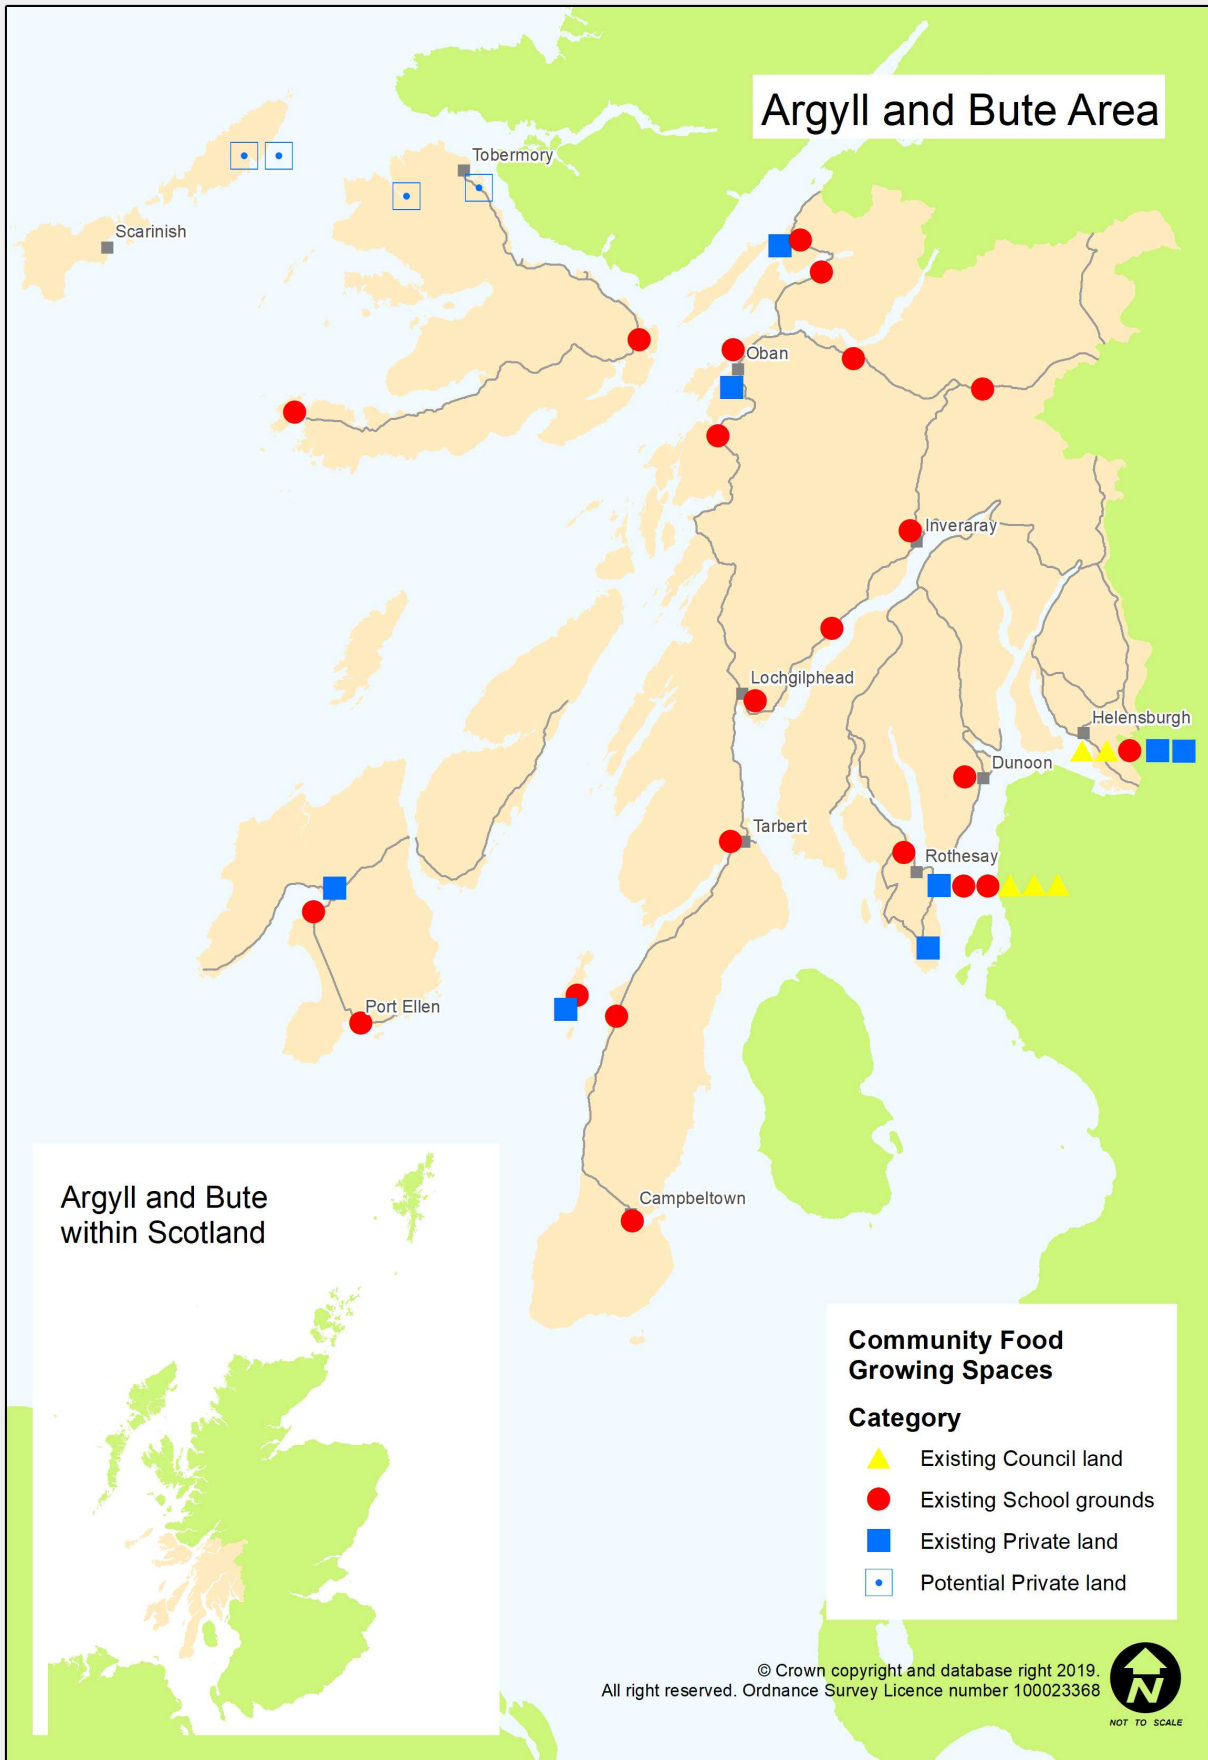 Argyll and Bute Area
Tobermory
Scarinish
Oban
Inveraray
Lochgilphead
Helensburgh
Dunoon
Tarbert
Rothesay
Port Ellen
Campbeltown
Argyll and Bute
within Scotland
Community Food
Growing Spaces
Category
Existing Council land
Existing School grounds
Existing Private land
Potential Private land
© Crown copyright and database right 2019.
All right reserved. Ordnance Survey Licence number 100023368
N
NOT TO SCALE